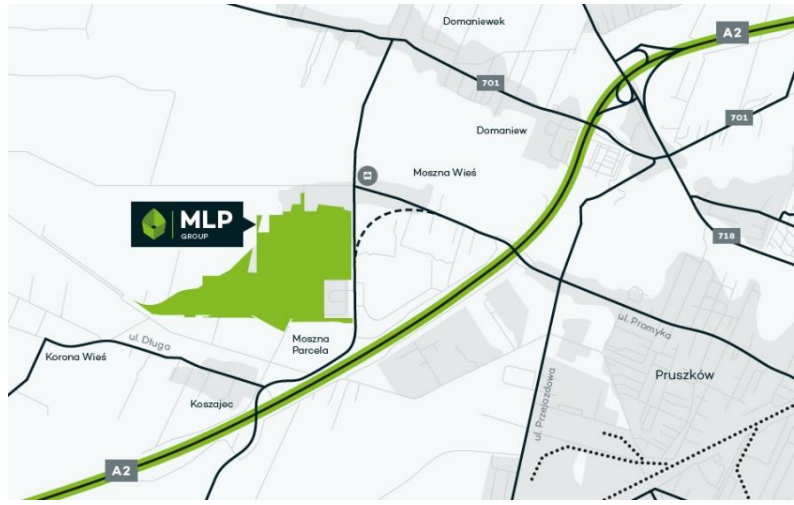 Domaniewek
A2
701
701
Domaniew
Moszna Wieś
MLP
GROUP
718
ul. Promyka
Moszna
Parcela
ul. Długa
Korona Wieś
Pruszków
Koszajec
ul. Przejazdowa
A2